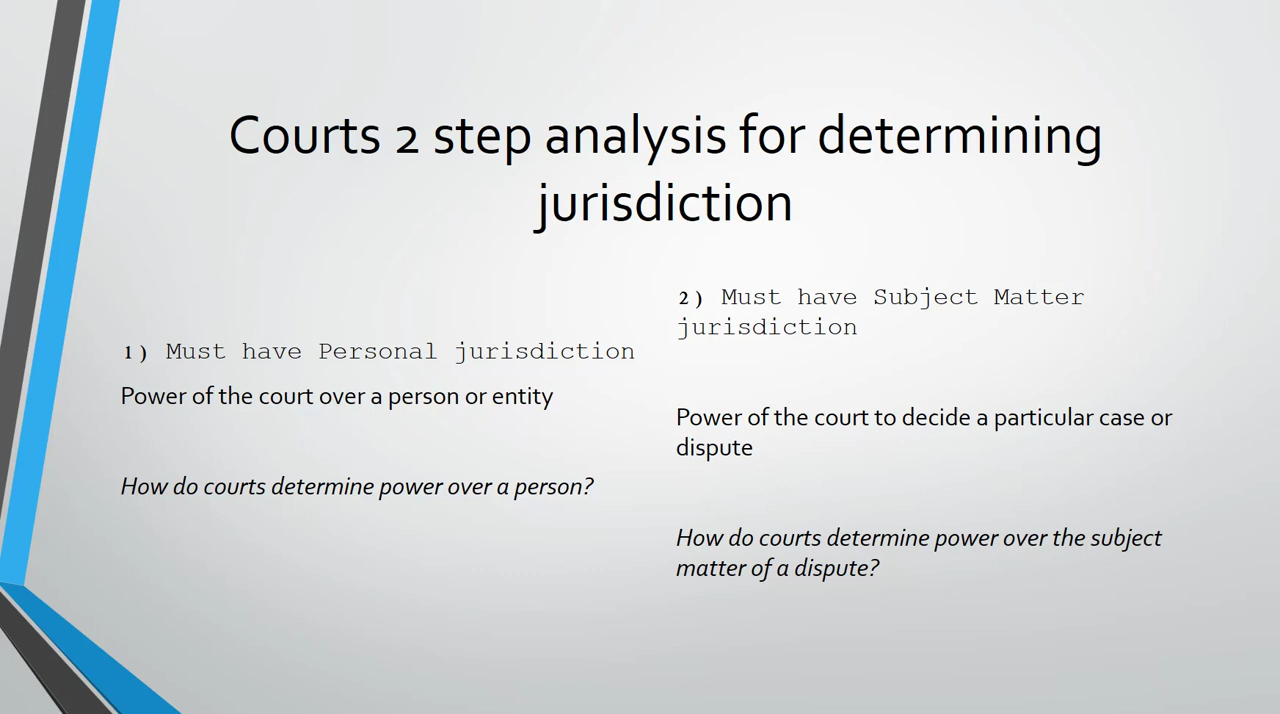 Courts 2 step analysis for determining
jurisdiction
1) Must have Personal jurisdiction
Power of the court over a person or entity
How do courts determine power over a person?
2) Must have Subject Matter
jurisdiction
Power of the court to decide a particular case or
dispute
How do courts determine power over the subject
matter of a dispute?